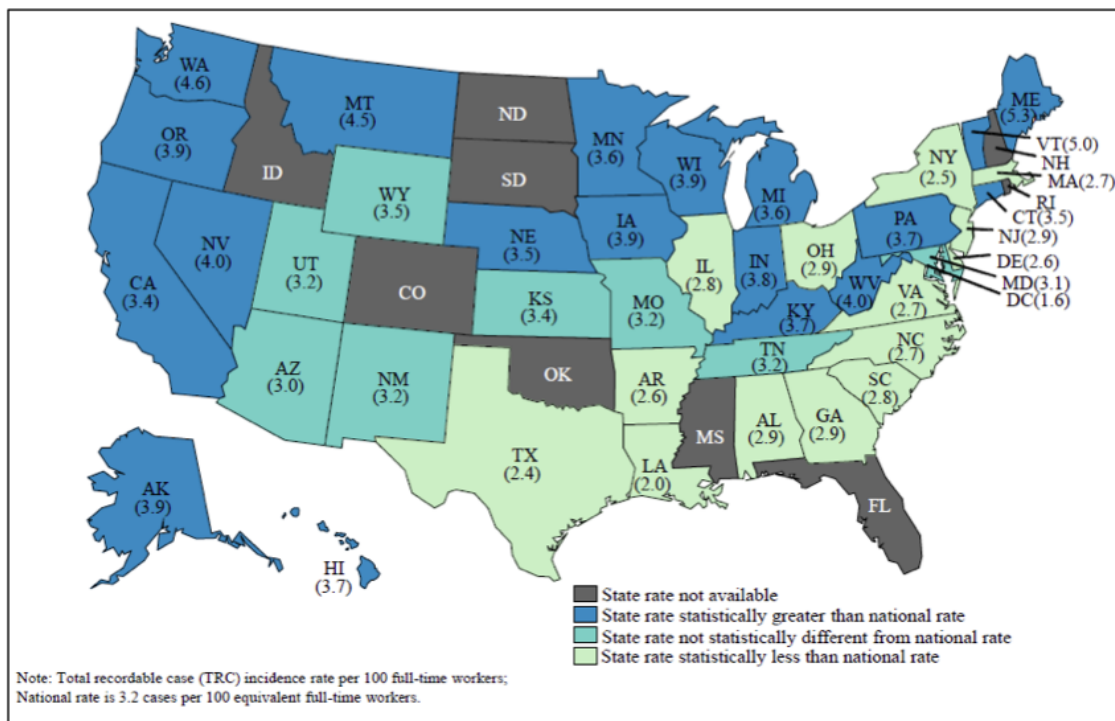 WA
(4.6)
MT
(4.5)
ND
MN
(3.6)
ME
(5.3)
OR
(3.9)
ID
SD
WI
(3.9)
MI
(3.6)
NY
(2.5)
VT(5.0)
NH
MA(2.7)
RI
CT(3.5)
NJ(2.9)
DE(2.6)
MD(3.1)
DC(1.6)
WY
(3.5)
NE
(3.5)
IA
(3.9)
PA
(3.7)
NV
(4.0)
UT
(3.2)
CO
IL
(2.8)
IN
(3.8)
OH
(2.9)
WV
(4.0)
VA
(2.7)
CA
(3.4)
KS
(3.4)
MO
(3.2)
KY
(3.7)
NC
(2.7)
AZ
(3.0)
NM
(3.2)
OK
AR
(2.6)
TN
(3.2)
SC
(2.8)
TX
(2.4)
LA
(2.0)
MS
AL
(2.9)
GA
(2.9)
FL
AK
(3.9)
HI
(3.7)
State rate not available
State rate statistically greater than national rate
State rate not statistically different from national rate
State rate statistically less than national rate
Note: Total recordable case (TRC) incidence rate per 100 full-time workers;
National rate is 3.2 cases per 100 equivalent full-time workers.